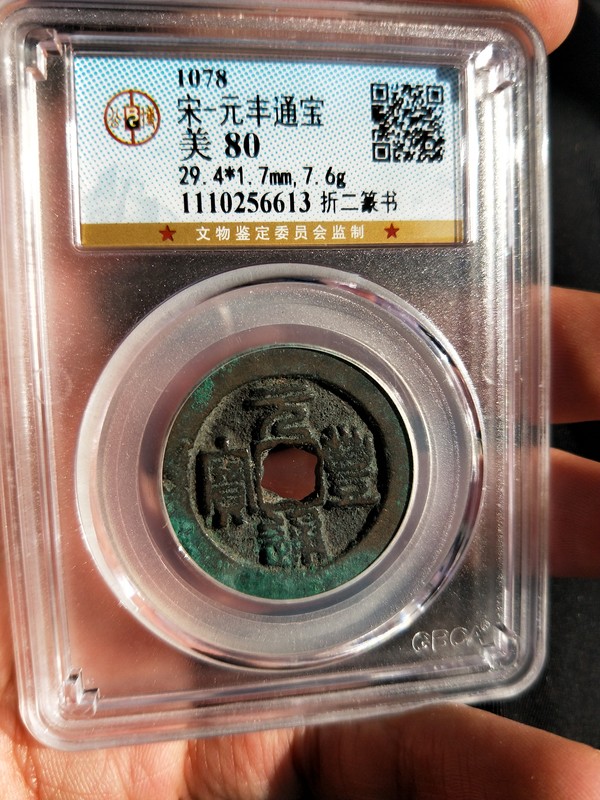 1078
宋-元丰通宝
美 80
29.4*1.7mm,7.6g
1110256613 折二篆书
★ 文物鉴定委员会监制 ★
元豐通寶
GBCA